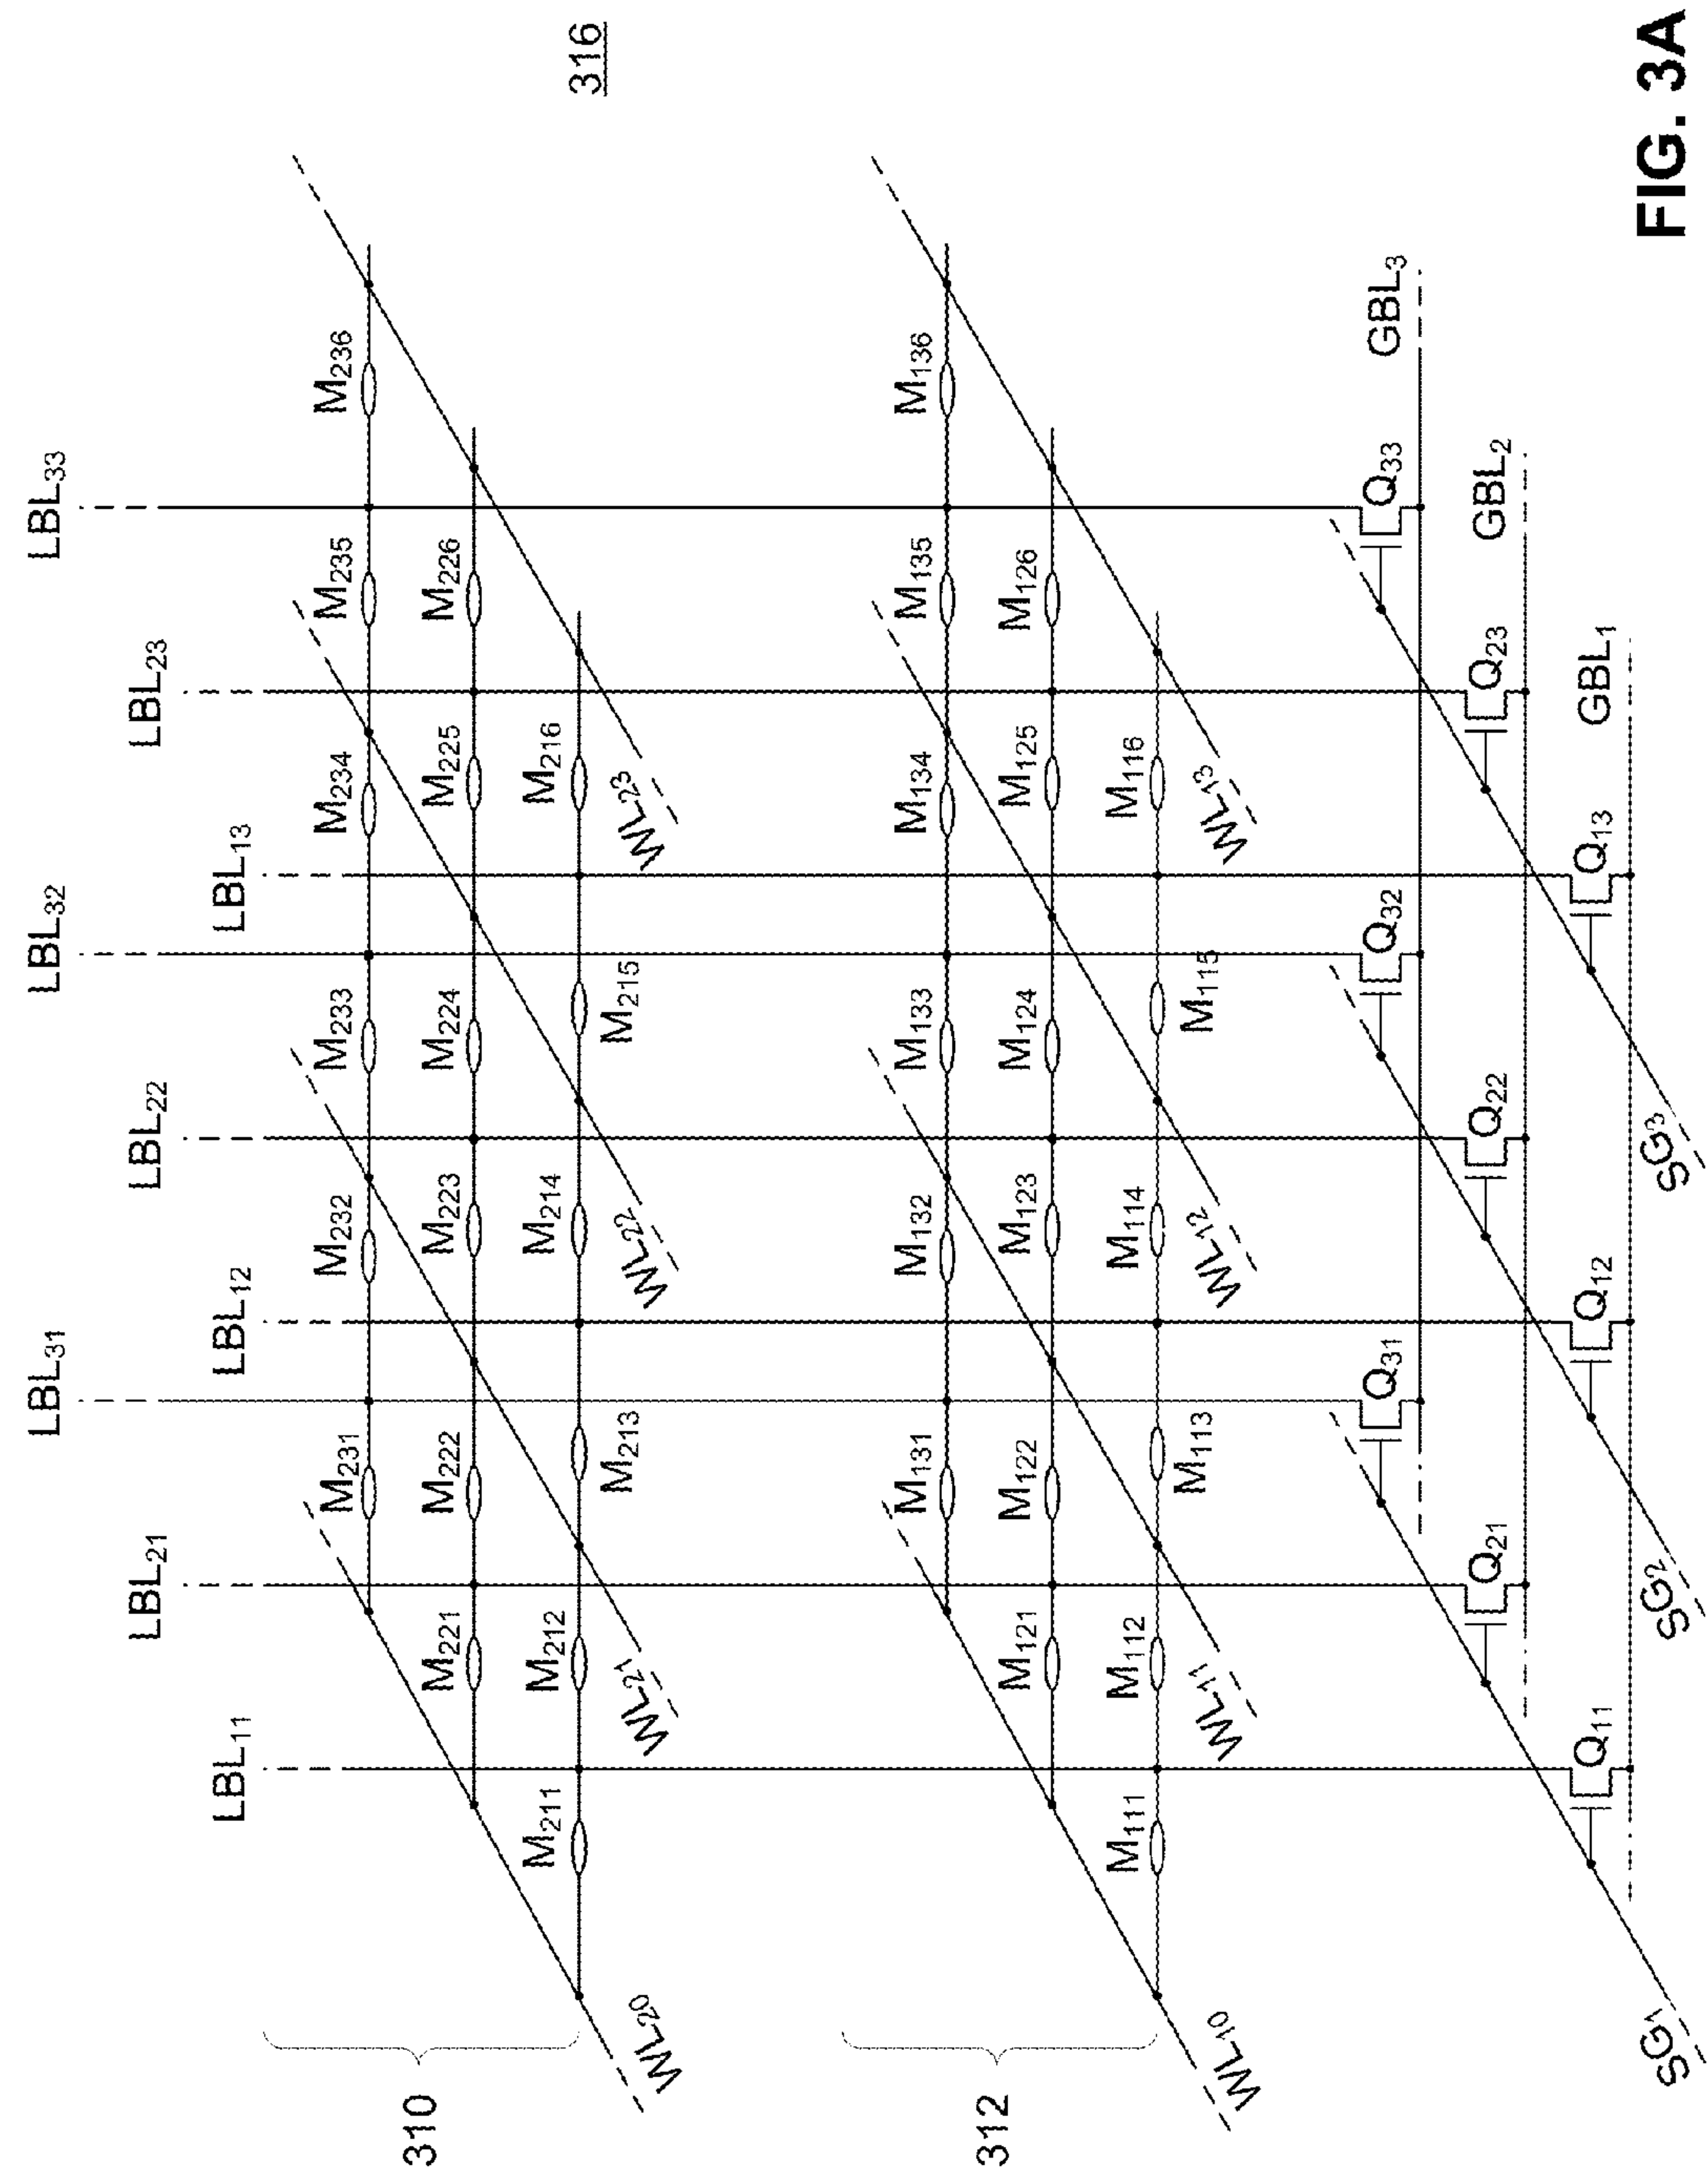 LBL₃₁ LBL₃₂ LBL₃₃
LBL₂₁ LBL₂₂ LBL₂₃
LBL₁₁ LBL₁₂ LBL₁₃
316
310
M₂₃₁ M₂₃₂ M₂₃₃ M₂₃₄ M₂₃₅ M₂₃₆
M₂₂₁ M₂₂₂ M₂₂₃ M₂₂₄ M₂₂₅ M₂₂₆
M₂₁₁ M₂₁₂ M₂₁₃ M₂₁₄ M₂₁₅ M₂₁₆
WL₂₀ WL₂₁ WL₂₂ WL₂₃
312
M₁₃₁ M₁₃₂ M₁₃₃ M₁₃₄ M₁₃₅ M₁₃₆
M₁₂₁ M₁₂₂ M₁₂₃ M₁₂₄ M₁₂₅ M₁₂₆
M₁₁₁ M₁₁₂ M₁₁₃ M₁₁₄ M₁₁₅ M₁₁₆
WL₁₀ WL₁₁ WL₁₂ WL₁₃
Q₃₁ Q₃₂ Q₃₃ GBL₃
Q₂₁ Q₂₂ Q₂₃ GBL₂
Q₁₁ Q₁₂ Q₁₃ GBL₁
SG₁ SG₂ SG₃
FIG. 3A